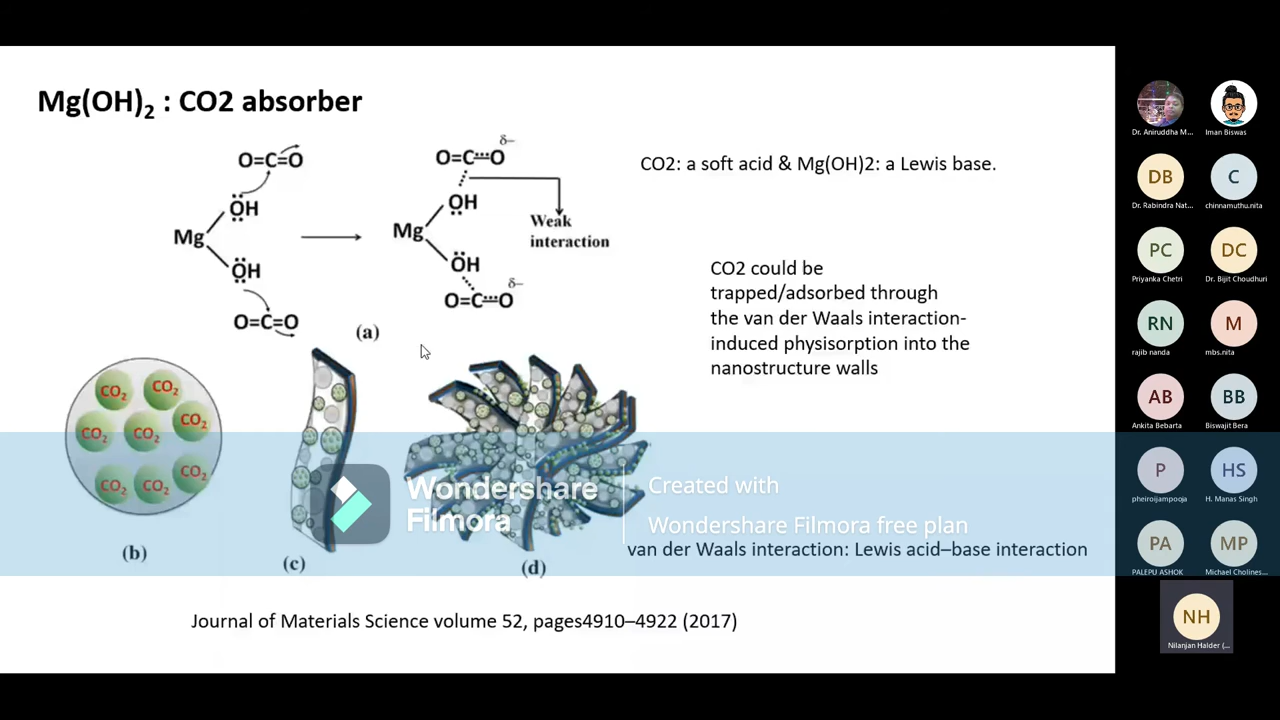 Mg(OH)2 : CO2 absorber
O=C=O
ÖH
Mg
ÖH
O=C=O
(a)
δ–
O=C···O
ÖH
Mg
ÖH
δ–
O=C···O
Weak
interaction
CO2: a soft acid & Mg(OH)2: a Lewis base.
CO2 could be
trapped/adsorbed through
the van der Waals interaction-
induced physisorption into the
nanostructure walls
CO2 CO2
CO2 CO2 CO2
CO2 CO2 CO2
(b)
(c)
(d)
Wondershare
Filmora
Created with
Wondershare Filmora free plan
van der Waals interaction: Lewis acid–base interaction
Journal of Materials Science volume 52, pages4910–4922 (2017)
Dr. Aniruddha M...
Iman Biswas
DB
Dr. Rabindra Nat...
C
chinnamuthu.nita
PC
Priyanka Chetri
DC
Dr. Bijit Choudhuri
RN
rajib nanda
M
mbs.nita
AB
Ankita Bebarta
BB
Biswajit Bera
P
pheiroijampooja
HS
H. Manas Singh
PA
PALEPU ASHOK
MP
Michael Cholines...
NH
Nilanjan Halder (...